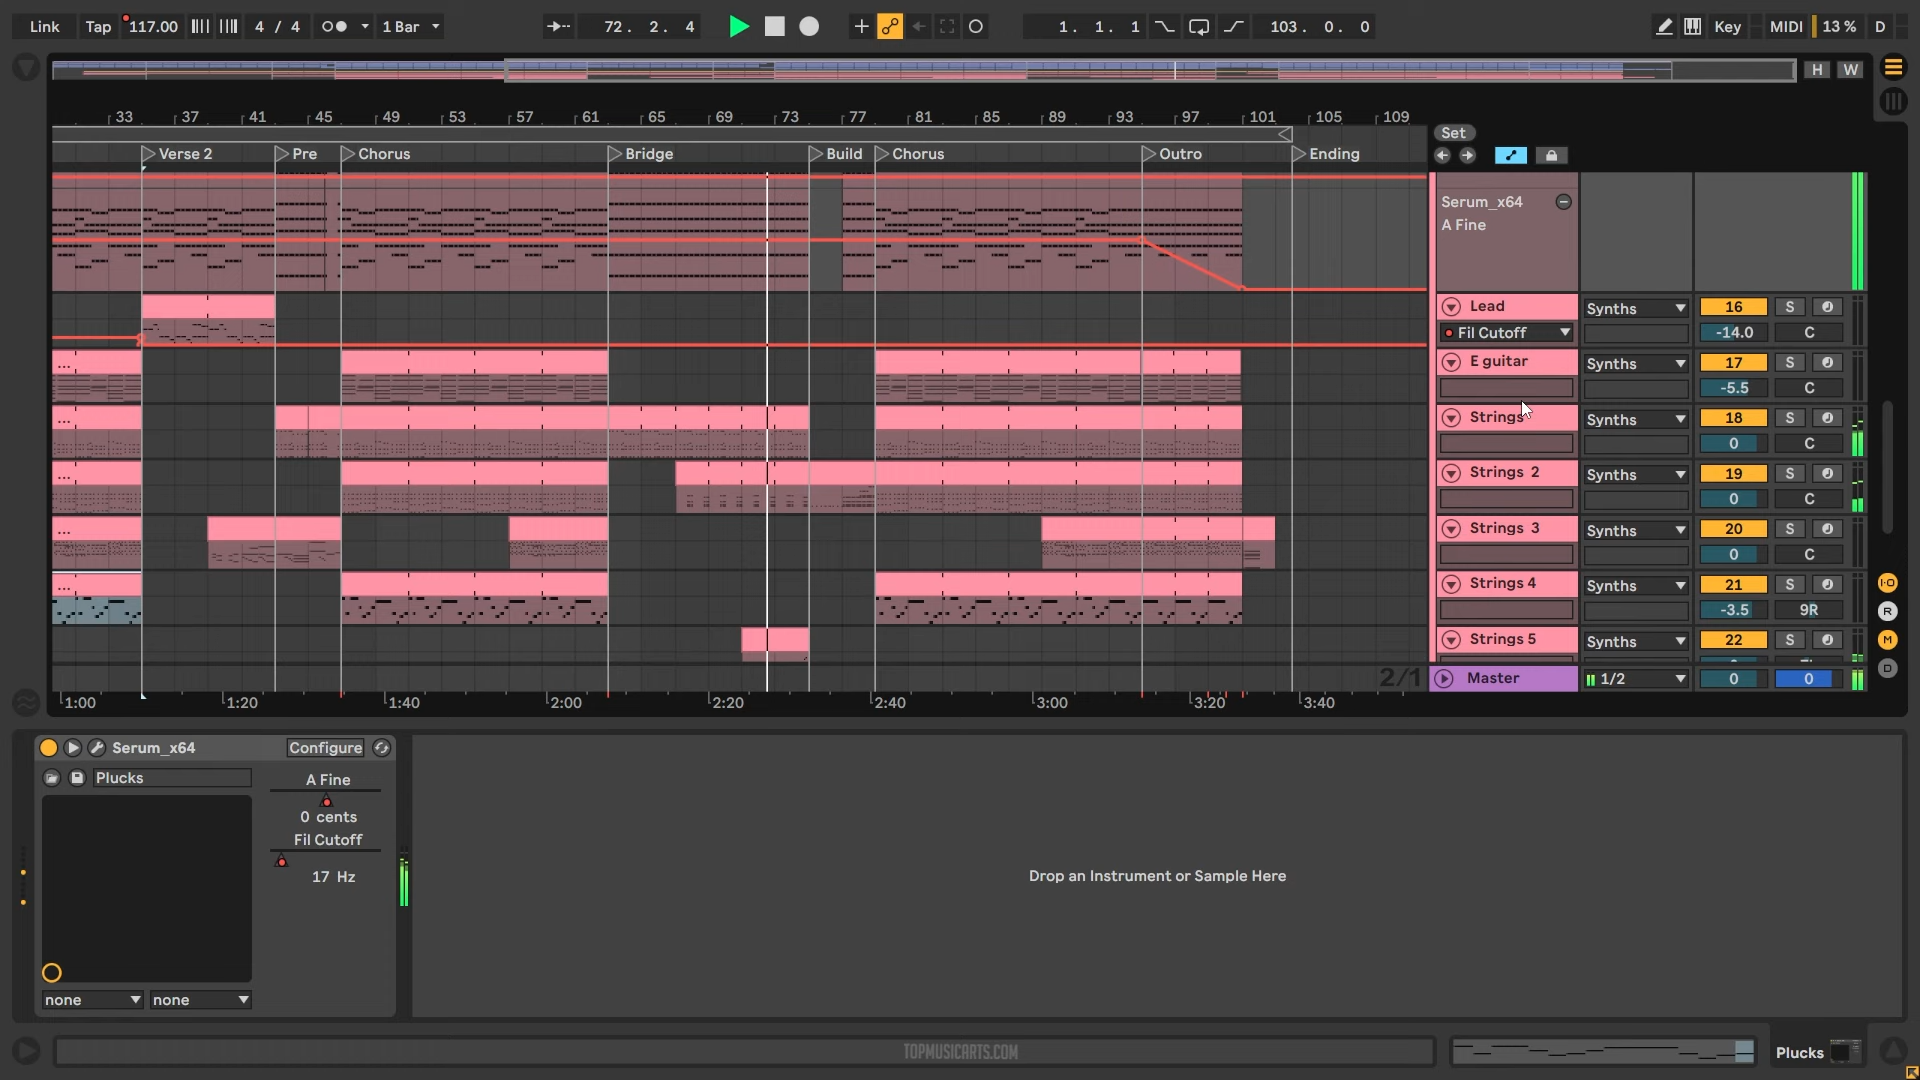 Link Tap 117.00 4 / 4 1 Bar 72. 2. 4 1. 1. 1 103. 0. 0 Key MIDI 13 % D
H W
33 37 41 45 49 53 57 61 65 69 73 77 81 85 89 93 97 101 105 109
Set
Verse 2 Pre Chorus Bridge Build Chorus Outro Ending
Serum_x64
A Fine
Lead Synths 16 S
Fil Cutoff -14.0 C
... E guitar Synths 17 S
-5.5 C
... Strings Synths 18 S
0 C
... Strings 2 Synths 19 S
0 C
... Strings 3 Synths 20 S
0 C
... Strings 4 Synths 21 S
I·O
-3.5 9R
R
Strings 5 Synths 22 S
M
D
2/1 Master 1/2 0 0
1:00 1:20 1:40 2:00 2:20 2:40 3:00 3:20 3:40
Serum_x64 Configure
Plucks
A Fine
0 cents
Fil Cutoff
17 Hz
Drop an Instrument or Sample Here
none none
TOPMUSICARTS.COM
Plucks